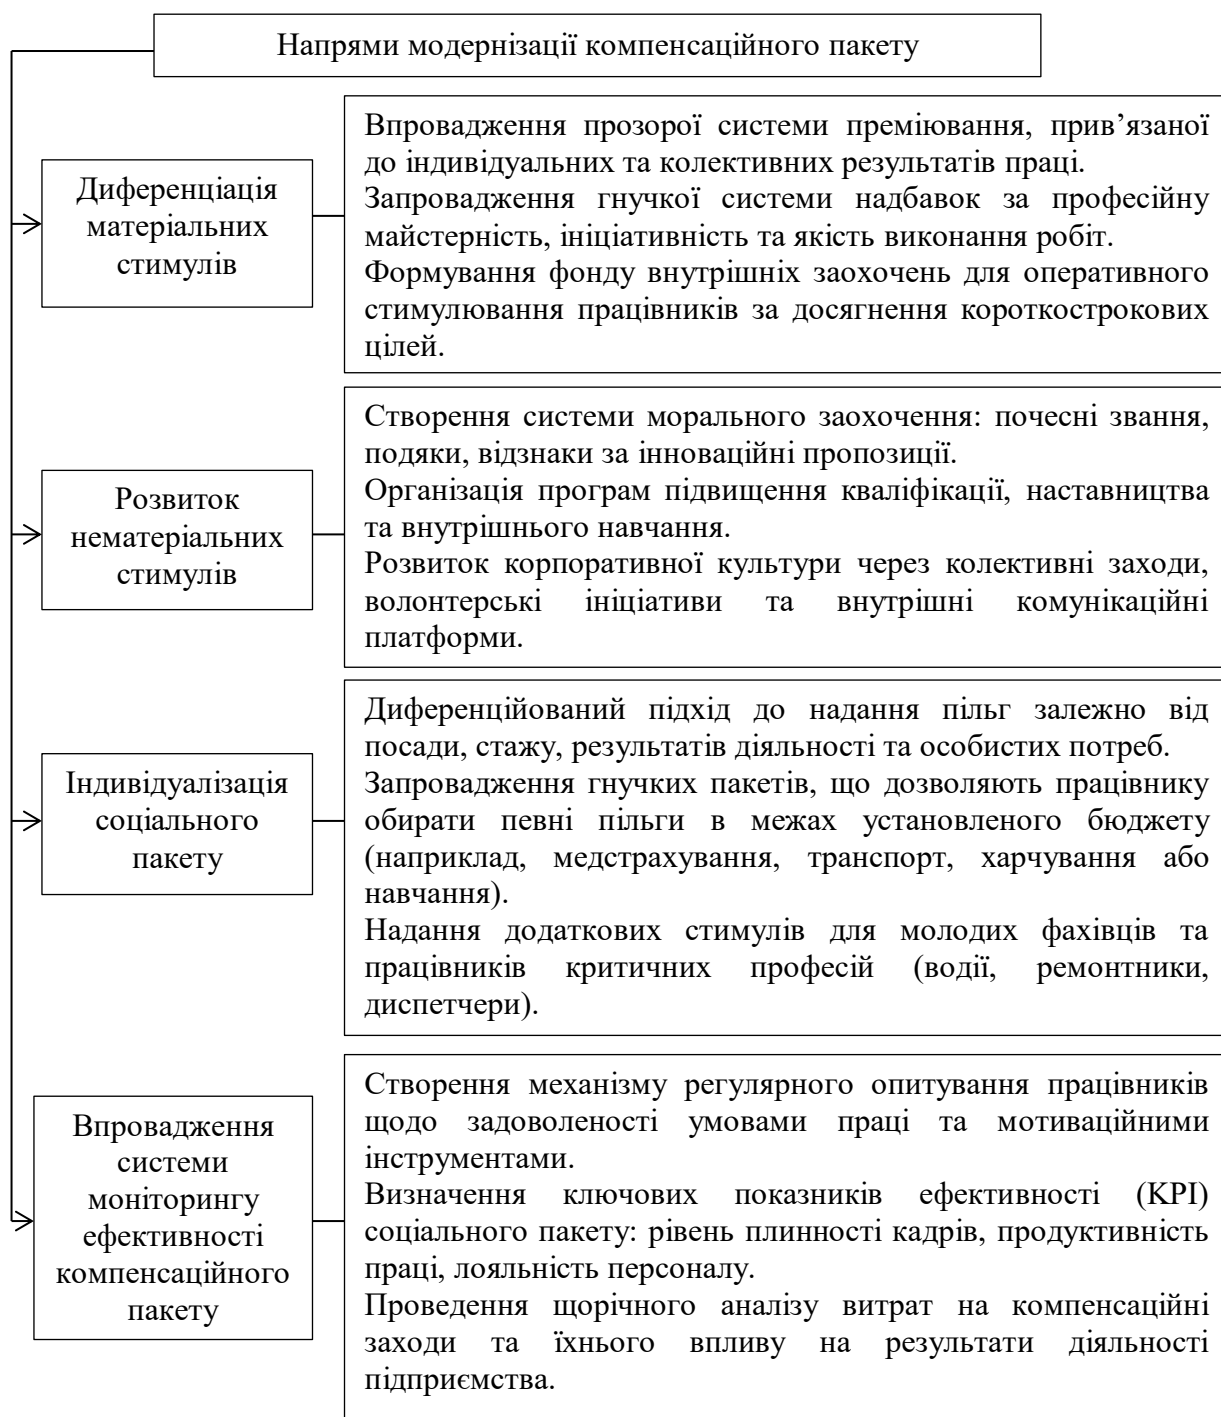 Напрями модернізації компенсаційного пакету
Диференціація
матеріальних
стимулів
Впровадження прозорої системи преміювання, прив’язаної
до індивідуальних та колективних результатів праці.
Запровадження гнучкої системи надбавок за професійну
майстерність, ініціативність та якість виконання робіт.
Формування фонду внутрішніх заохочень для оперативного
стимулювання працівників за досягнення короткострокових
цілей.
Розвиток
нематеріальних
стимулів
Створення системи морального заохочення: почесні звання,
подяки, відзнаки за інноваційні пропозиції.
Організація програм підвищення кваліфікації, наставництва
та внутрішнього навчання.
Розвиток корпоративної культури через колективні заходи,
волонтерські ініціативи та внутрішні комунікаційні
платформи.
Індивідуалізація
соціального
пакету
Диференційований підхід до надання пільг залежно від
посади, стажу, результатів діяльності та особистих потреб.
Запровадження гнучких пакетів, що дозволяють працівнику
обирати певні пільги в межах установленого бюджету
(наприклад, медстрахування, транспорт, харчування або
навчання).
Надання додаткових стимулів для молодих фахівців та
працівників критичних професій (водії, ремонтники,
диспетчери).
Впровадження
системи
моніторингу
ефективності
компенсаційного
пакету
Створення механізму регулярного опитування працівників
щодо задоволеності умовами праці та мотиваційними
інструментами.
Визначення ключових показників ефективності (KPI)
соціального пакету: рівень плинності кадрів, продуктивність
праці, лояльність персоналу.
Проведення щорічного аналізу витрат на компенсаційні
заходи та їхнього впливу на результати діяльності
підприємства.